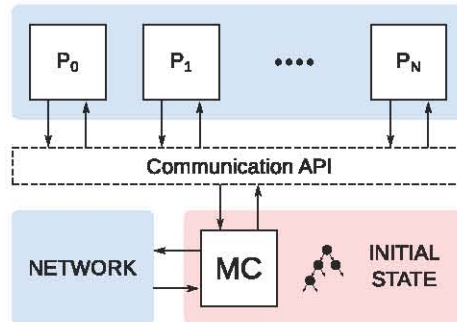 P0 P1 PN
Communication API
NETWORK
MC
INITIAL
STATE